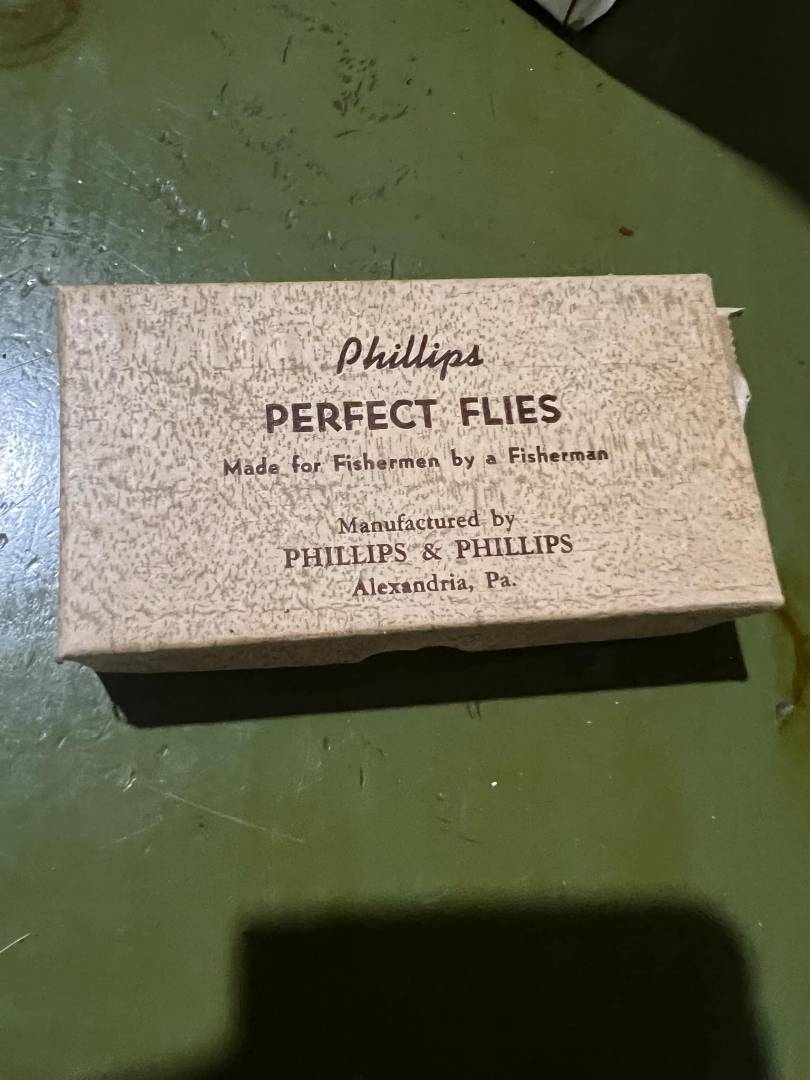 Phillips
PERFECT FLIES
Made for Fishermen by a Fisherman
Manufactured by
PHILLIPS & PHILLIPS
Alexandria, Pa.